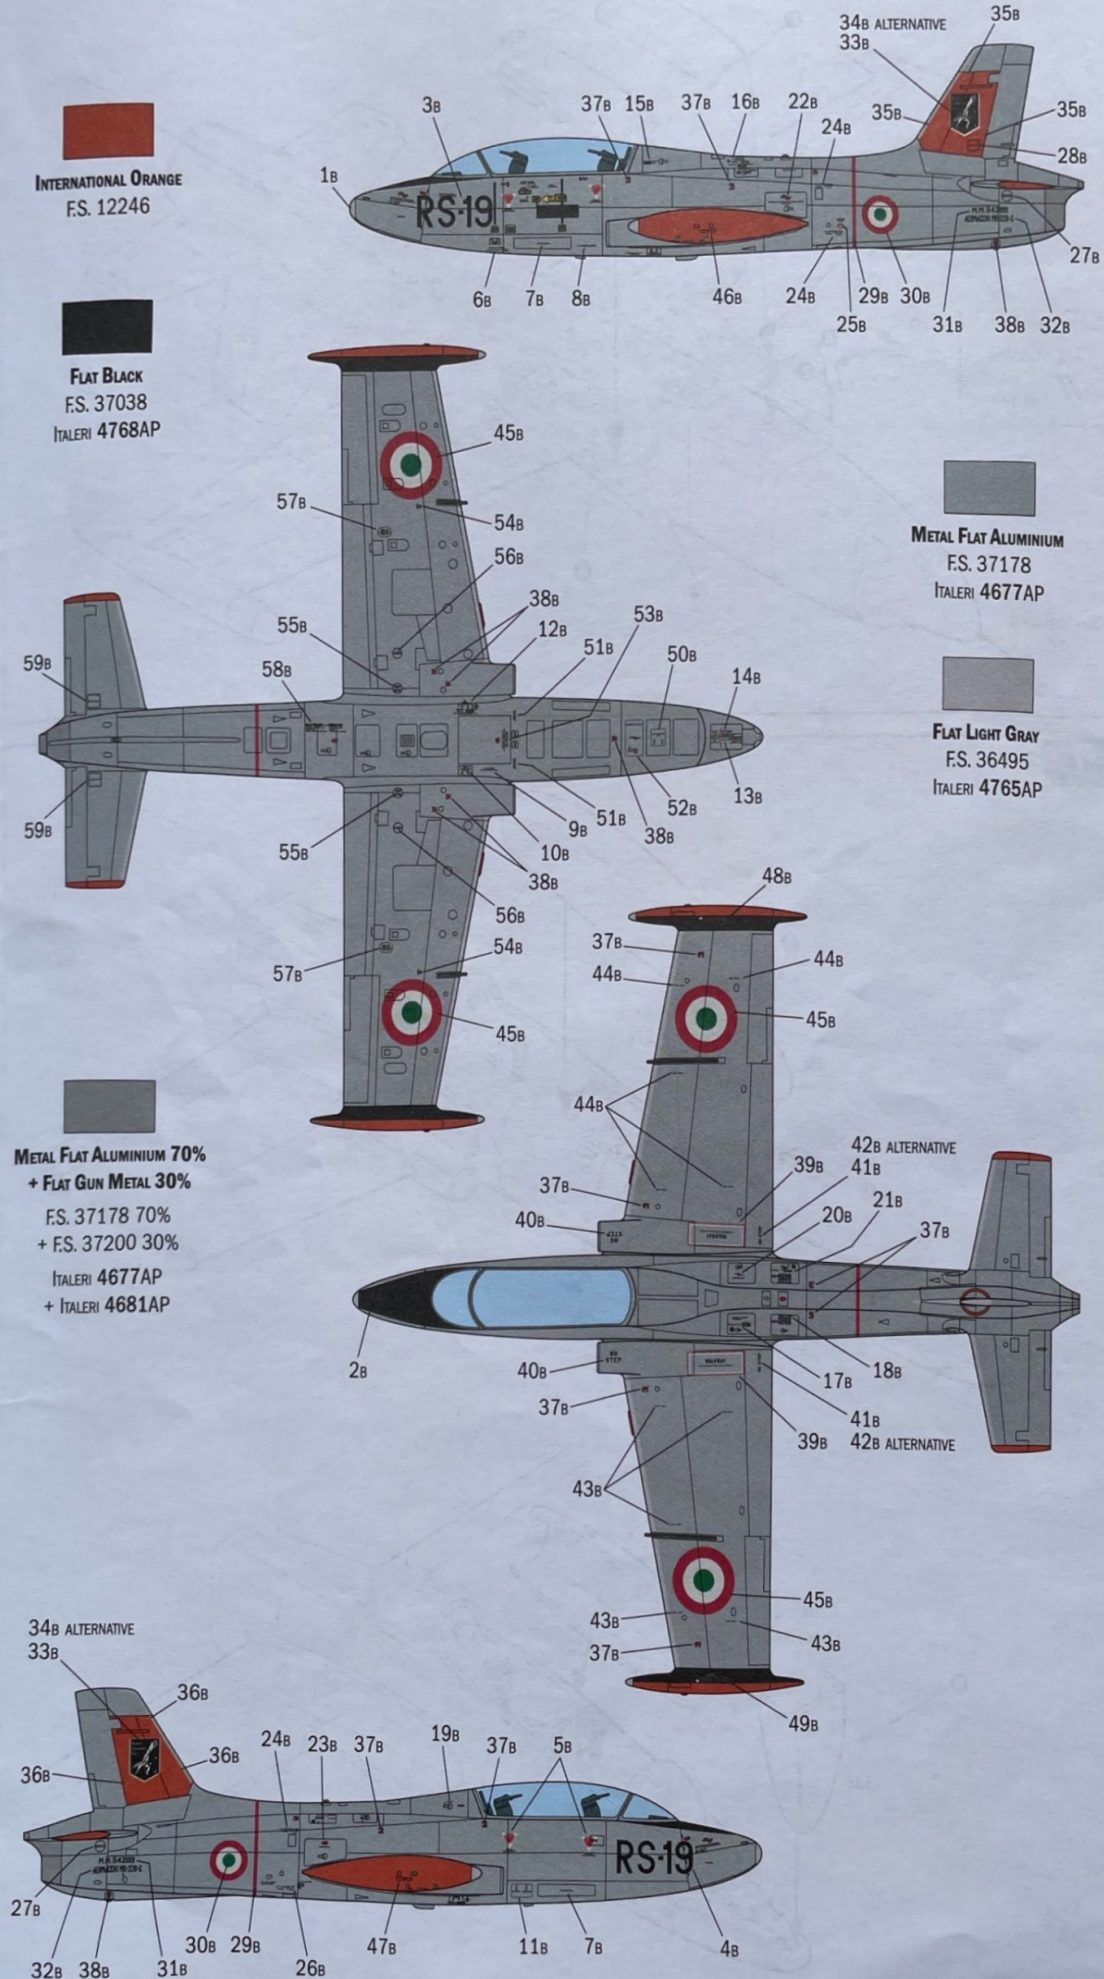 34B ALTERNATIVE
33B
35B
3B
37B
15B
37B
16B
22B
24B
35B
35B
28B
1B
INTERNATIONAL ORANGE
F.S. 12246
RS-19
6B
7B
8B
46B
24B
25B
29B
30B
31B
38B
32B
27B
FLAT BLACK
F.S. 37038
ITALERI 4768AP
45B
57B
54B
56B
38B
12B
53B
55B
51B
50B
59B
58B
14B
METAL FLAT ALUMINIUM
F.S. 37178
ITALERI 4677AP
FLAT LIGHT GRAY
F.S. 36495
ITALERI 4765AP
59B
55B
9B
51B
52B
13B
10B
38B
38B
56B
54B
57B
45B
48B
37B
44B
44B
45B
44B
METAL FLAT ALUMINIUM 70%
+ FLAT GUN METAL 30%
F.S. 37178 70%
+ F.S. 37200 30%
ITALERI 4677AP
+ ITALERI 4681AP
42B ALTERNATIVE
39B
41B
37B
20B
21B
40B
37B
NO
STEP
2B
NO
STEP
40B
17B
18B
37B
41B
39B
42B ALTERNATIVE
43B
45B
43B
43B
37B
49B
34B ALTERNATIVE
33B
36B
36B
36B
24B
23B
37B
19B
37B
5B
RS-19
27B
32B
38B
31B
30B
29B
26B
47B
11B
7B
4B